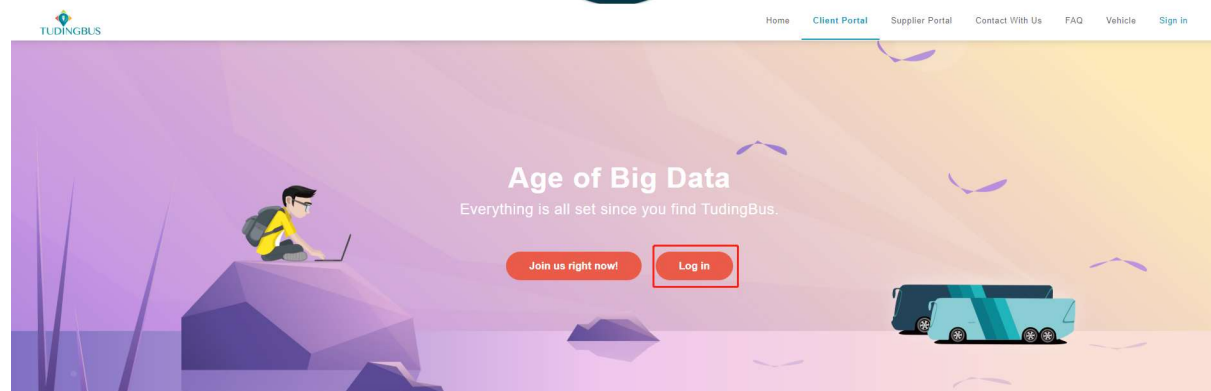 TUDINGBUS
Home Client Portal Supplier Portal Contact With Us FAQ Vehicle Sign in
Age of Big Data
Everything is all set since you find TudingBus.
Join us right now! Log in